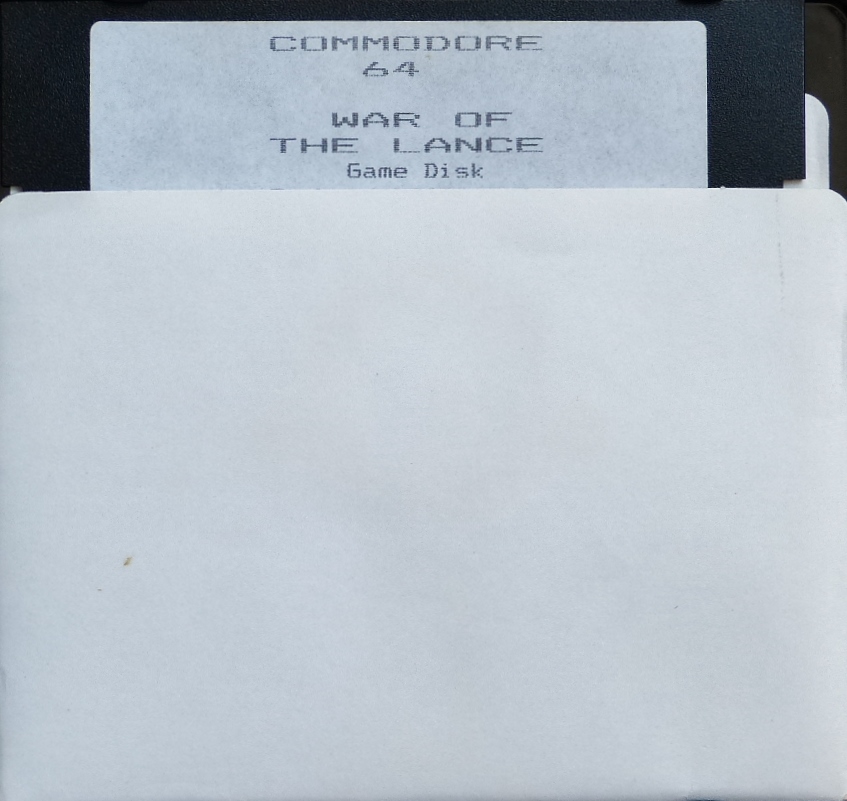 COMMODORE
64
WAR OF
THE LANCE
Game Disk